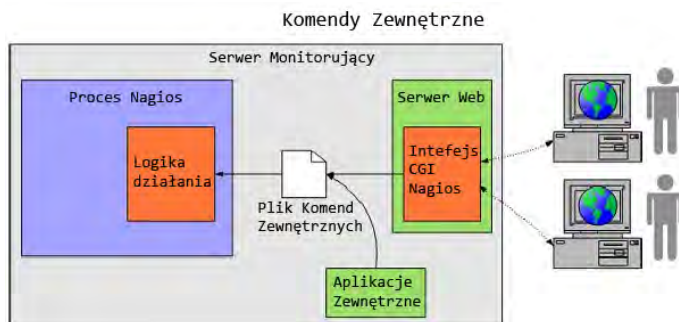 Komendy Zewnętrzne
Serwer Monitorujący
Proces Nagios
Serwer Web
Logika
działania
Intefejs
CGI
Nagios
Plik Komend
Zewnętrznych
Aplikacje
Zewnętrzne